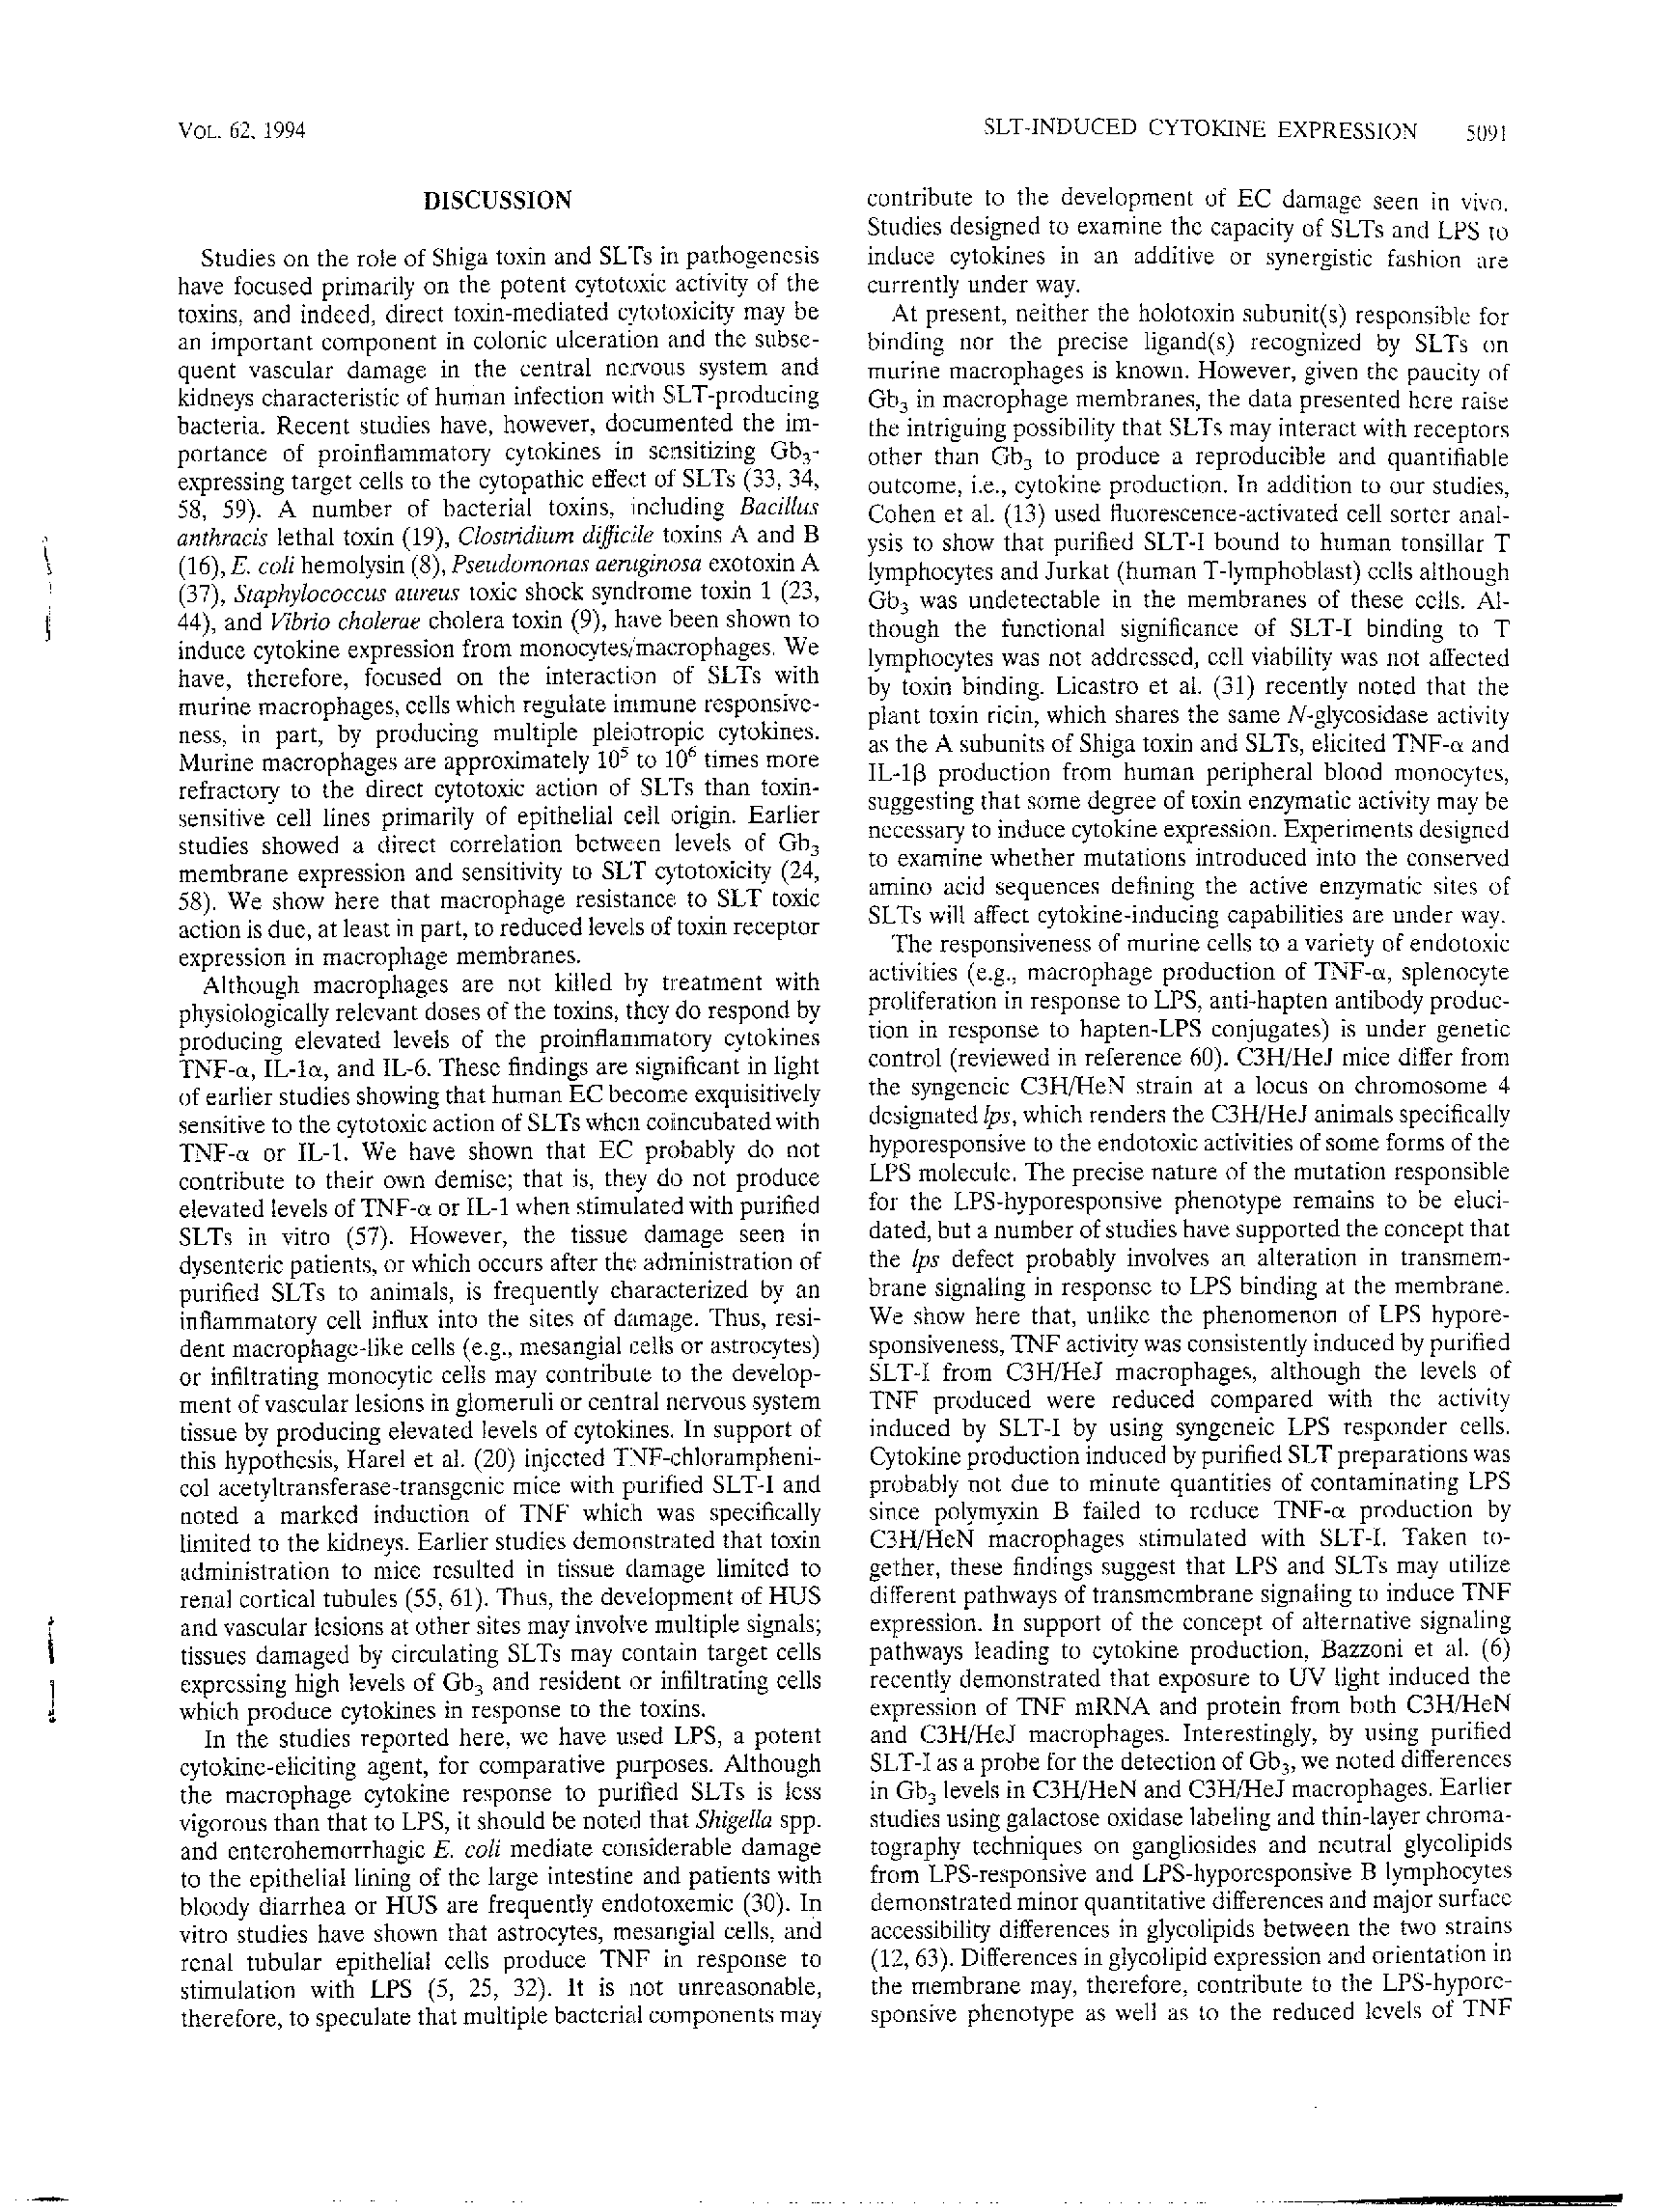 VOL. 62, 1994
SLT-INDUCED CYTOKINE EXPRESSION 5091
DISCUSSION
Studies on the role of Shiga toxin and SLTs in pathogenesis
have focused primarily on the potent cytotoxic activity of the
toxins, and indeed, direct toxin-mediated cytotoxicity may be
an important component in colonic ulceration and the subse-
quent vascular damage in the central nervous system and
kidneys characteristic of human infection with SLT-producing
bacteria. Recent studies have, however, documented the im-
portance of proinflammatory cytokines in sensitizing Gb₃-
expressing target cells to the cytopathic effect of SLTs (33, 34,
58, 59). A number of bacterial toxins, including Bacillus
anthracis lethal toxin (19), Clostridium difficile toxins A and B
(16), E. coli hemolysin (8), Pseudomonas aeruginosa exotoxin A
(37), Staphylococcus aureus toxic shock syndrome toxin 1 (23,
44), and Vibrio cholerae cholera toxin (9), have been shown to
induce cytokine expression from monocytes/macrophages. We
have, therefore, focused on the interaction of SLTs with
murine macrophages, cells which regulate immune responsive-
ness, in part, by producing multiple pleiotropic cytokines.
Murine macrophages are approximately 10⁵ to 10⁶ times more
refractory to the direct cytotoxic action of SLTs than toxin-
sensitive cell lines primarily of epithelial cell origin. Earlier
studies showed a direct correlation between levels of Gb₃
membrane expression and sensitivity to SLT cytotoxicity (24,
58). We show here that macrophage resistance to SLT toxic
action is due, at least in part, to reduced levels of toxin receptor
expression in macrophage membranes.
Although macrophages are not killed by treatment with
physiologically relevant doses of the toxins, they do respond by
producing elevated levels of the proinflammatory cytokines
TNF-α, IL-1α, and IL-6. These findings are significant in light
of earlier studies showing that human EC become exquisitively
sensitive to the cytotoxic action of SLTs when coincubated with
TNF-α or IL-1. We have shown that EC probably do not
contribute to their own demise; that is, they do not produce
elevated levels of TNF-α or IL-1 when stimulated with purified
SLTs in vitro (57). However, the tissue damage seen in
dysenteric patients, or which occurs after the administration of
purified SLTs to animals, is frequently characterized by an
inflammatory cell influx into the sites of damage. Thus, resi-
dent macrophage-like cells (e.g., mesangial cells or astrocytes)
or infiltrating monocytic cells may contribute to the develop-
ment of vascular lesions in glomeruli or central nervous system
tissue by producing elevated levels of cytokines. In support of
this hypothesis, Harel et al. (20) injected TNF-chlorampheni-
col acetyltransferase-transgenic mice with purified SLT-I and
noted a marked induction of TNF which was specifically
limited to the kidneys. Earlier studies demonstrated that toxin
administration to mice resulted in tissue damage limited to
renal cortical tubules (55, 61). Thus, the development of HUS
and vascular lesions at other sites may involve multiple signals;
tissues damaged by circulating SLTs may contain target cells
expressing high levels of Gb₃ and resident or infiltrating cells
which produce cytokines in response to the toxins.
In the studies reported here, we have used LPS, a potent
cytokine-eliciting agent, for comparative purposes. Although
the macrophage cytokine response to purified SLTs is less
vigorous than that to LPS, it should be noted that Shigella spp.
and enterohemorrhagic E. coli mediate considerable damage
to the epithelial lining of the large intestine and patients with
bloody diarrhea or HUS are frequently endotoxemic (30). In
vitro studies have shown that astrocytes, mesangial cells, and
renal tubular epithelial cells produce TNF in response to
stimulation with LPS (5, 25, 32). It is not unreasonable,
therefore, to speculate that multiple bacterial components may
contribute to the development of EC damage seen in vivo.
Studies designed to examine the capacity of SLTs and LPS to
induce cytokines in an additive or synergistic fashion are
currently under way.
At present, neither the holotoxin subunit(s) responsible for
binding nor the precise ligand(s) recognized by SLTs on
murine macrophages is known. However, given the paucity of
Gb₃ in macrophage membranes, the data presented here raise
the intriguing possibility that SLTs may interact with receptors
other than Gb₃ to produce a reproducible and quantifiable
outcome, i.e., cytokine production. In addition to our studies,
Cohen et al. (13) used fluorescence-activated cell sorter anal-
ysis to show that purified SLT-I bound to human tonsillar T
lymphocytes and Jurkat (human T-lymphoblast) cells although
Gb₃ was undetectable in the membranes of these cells. Al-
though the functional significance of SLT-I binding to T
lymphocytes was not addressed, cell viability was not affected
by toxin binding. Licastro et al. (31) recently noted that the
plant toxin ricin, which shares the same N-glycosidase activity
as the A subunits of Shiga toxin and SLTs, elicited TNF-α and
IL-1β production from human peripheral blood monocytes,
suggesting that some degree of toxin enzymatic activity may be
necessary to induce cytokine expression. Experiments designed
to examine whether mutations introduced into the conserved
amino acid sequences defining the active enzymatic sites of
SLTs will affect cytokine-inducing capabilities are under way.
The responsiveness of murine cells to a variety of endotoxic
activities (e.g., macrophage production of TNF-α, splenocyte
proliferation in response to LPS, anti-hapten antibody produc-
tion in response to hapten-LPS conjugates) is under genetic
control (reviewed in reference 60). C3H/HeJ mice differ from
the syngeneic C3H/HeN strain at a locus on chromosome 4
designated lps, which renders the C3H/HeJ animals specifically
hyporesponsive to the endotoxic activities of some forms of the
LPS molecule. The precise nature of the mutation responsible
for the LPS-hyporesponsive phenotype remains to be eluci-
dated, but a number of studies have supported the concept that
the lps defect probably involves an alteration in transmem-
brane signaling in response to LPS binding at the membrane.
We show here that, unlike the phenomenon of LPS hypore-
sponsiveness, TNF activity was consistently induced by purified
SLT-I from C3H/HeJ macrophages, although the levels of
TNF produced were reduced compared with the activity
induced by SLT-I by using syngeneic LPS responder cells.
Cytokine production induced by purified SLT preparations was
probably not due to minute quantities of contaminating LPS
since polymyxin B failed to reduce TNF-α production by
C3H/HeN macrophages stimulated with SLT-I. Taken to-
gether, these findings suggest that LPS and SLTs may utilize
different pathways of transmembrane signaling to induce TNF
expression. In support of the concept of alternative signaling
pathways leading to cytokine production, Bazzoni et al. (6)
recently demonstrated that exposure to UV light induced the
expression of TNF mRNA and protein from both C3H/HeN
and C3H/HeJ macrophages. Interestingly, by using purified
SLT-I as a probe for the detection of Gb₃, we noted differences
in Gb₃ levels in C3H/HeN and C3H/HeJ macrophages. Earlier
studies using galactose oxidase labeling and thin-layer chroma-
tography techniques on gangliosides and neutral glycolipids
from LPS-responsive and LPS-hyporesponsive B lymphocytes
demonstrated minor quantitative differences and major surface
accessibility differences in glycolipids between the two strains
(12, 63). Differences in glycolipid expression and orientation in
the membrane may, therefore, contribute to the LPS-hypore-
sponsive phenotype as well as to the reduced levels of TNF